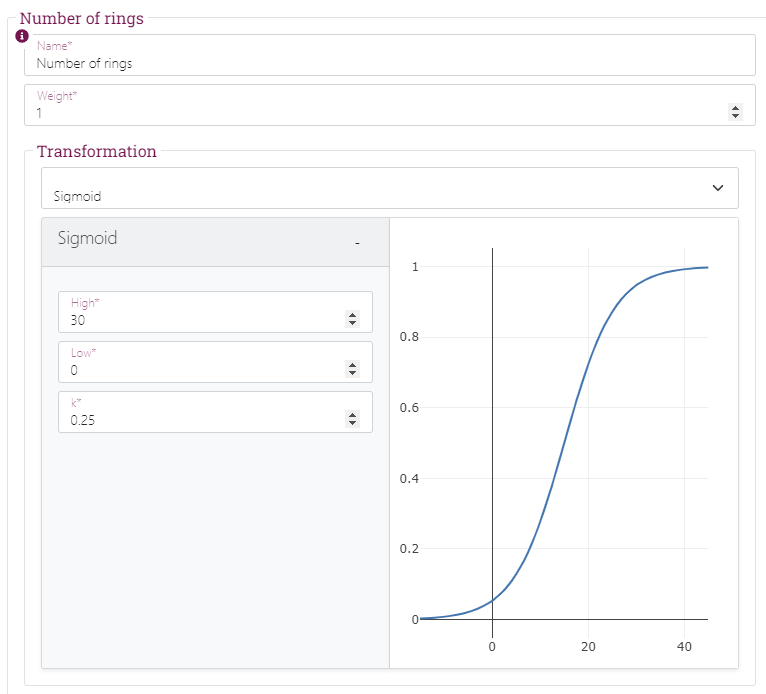 Number of rings
i
Name*
Number of rings
Weight*
1
Transformation
Sigmoid
Sigmoid
-
High*
30
Low*
0
k*
0.25
1
0.8
0.6
0.4
0.2
0
0 20 40